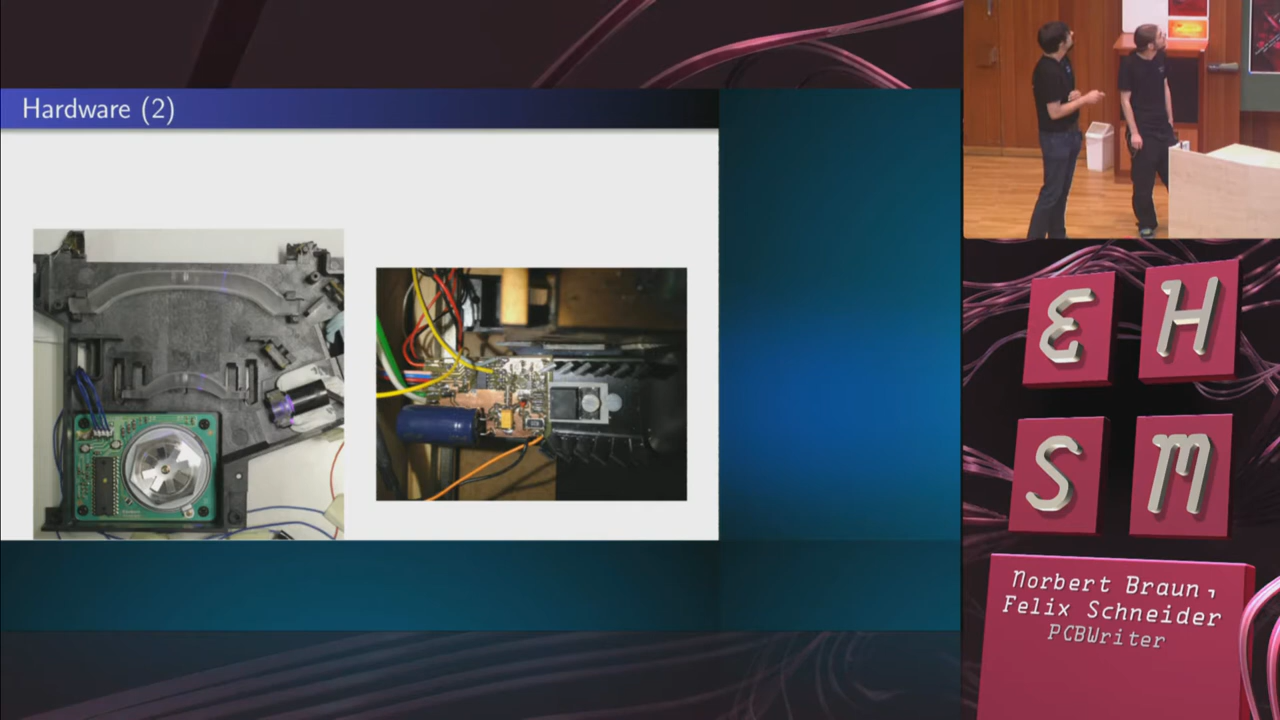 Hardware (2)
E H
S M
Norbert Braun,
Felix Schneider
PCBWriter